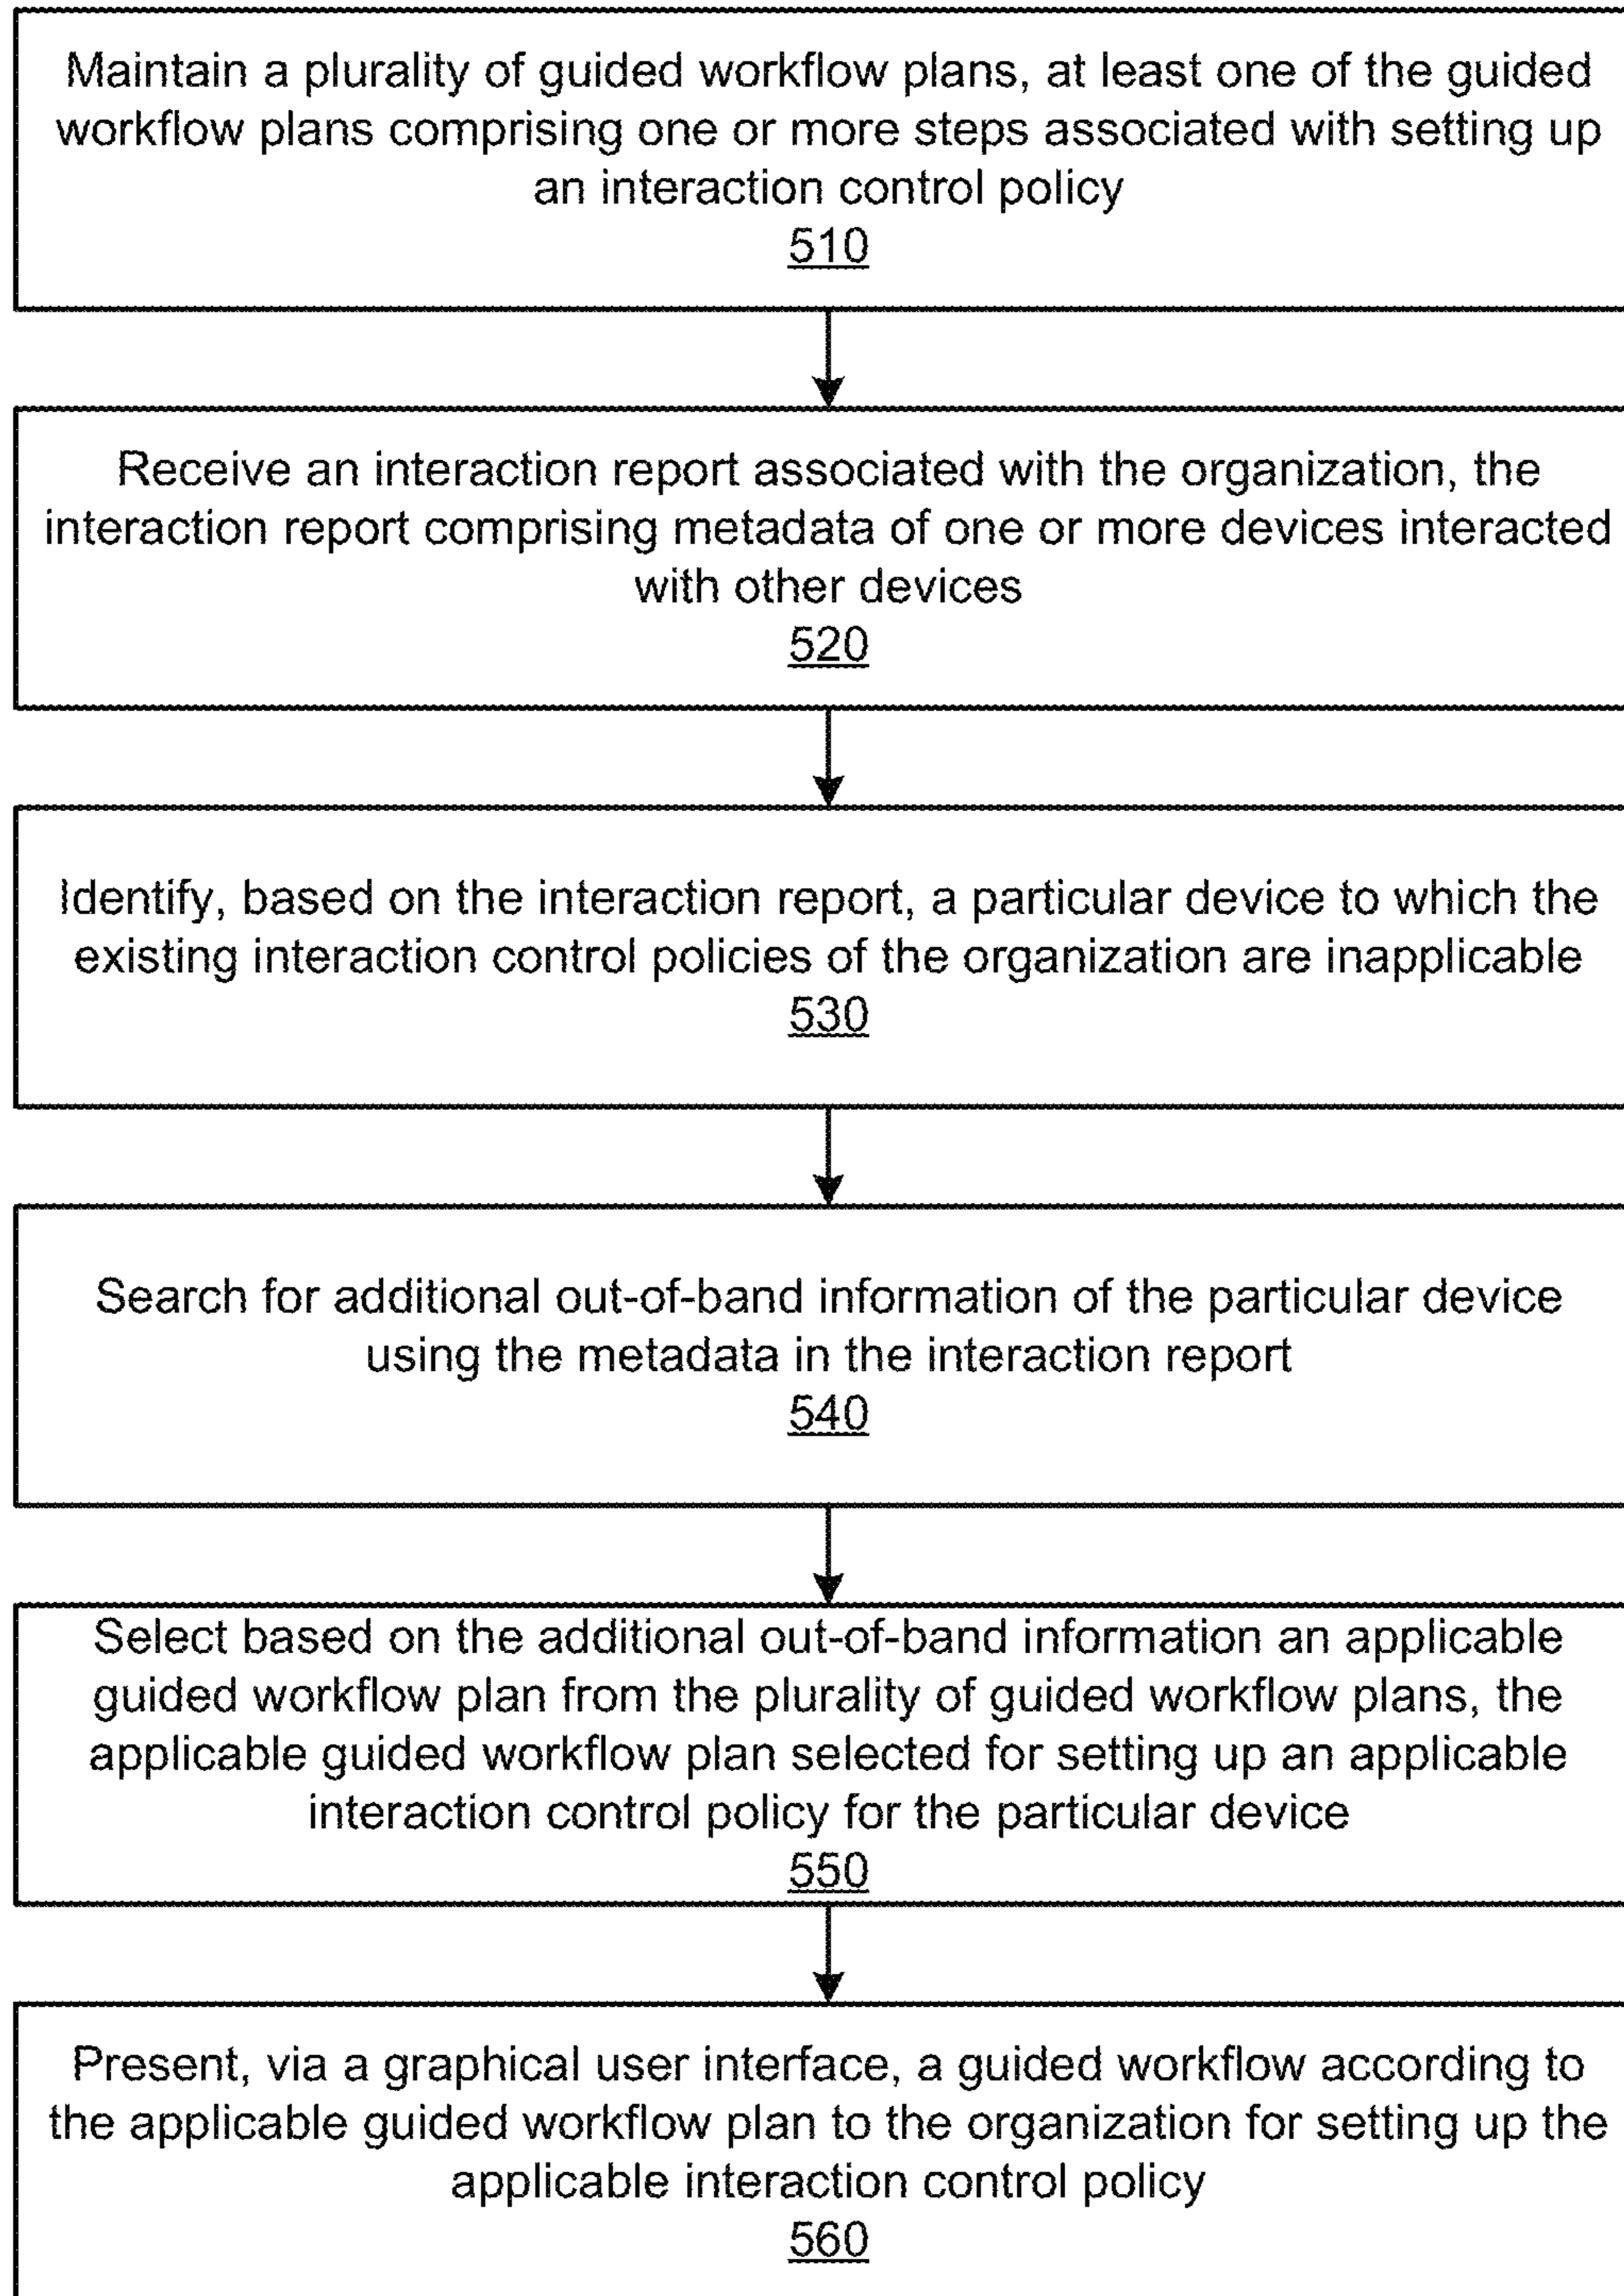 Maintain a plurality of guided workflow plans, at least one of the guided
workflow plans comprising one or more steps associated with setting up
an interaction control policy
510
Receive an interaction report associated with the organization, the
interaction report comprising metadata of one or more devices interacted
with other devices
520
Identify, based on the interaction report, a particular device to which the
existing interaction control policies of the organization are inapplicable
530
Search for additional out-of-band information of the particular device
using the metadata in the interaction report
540
Select based on the additional out-of-band information an applicable
guided workflow plan from the plurality of guided workflow plans, the
applicable guided workflow plan selected for setting up an applicable
interaction control policy for the particular device
550
Present, via a graphical user interface, a guided workflow according to
the applicable guided workflow plan to the organization for setting up the
applicable interaction control policy
560